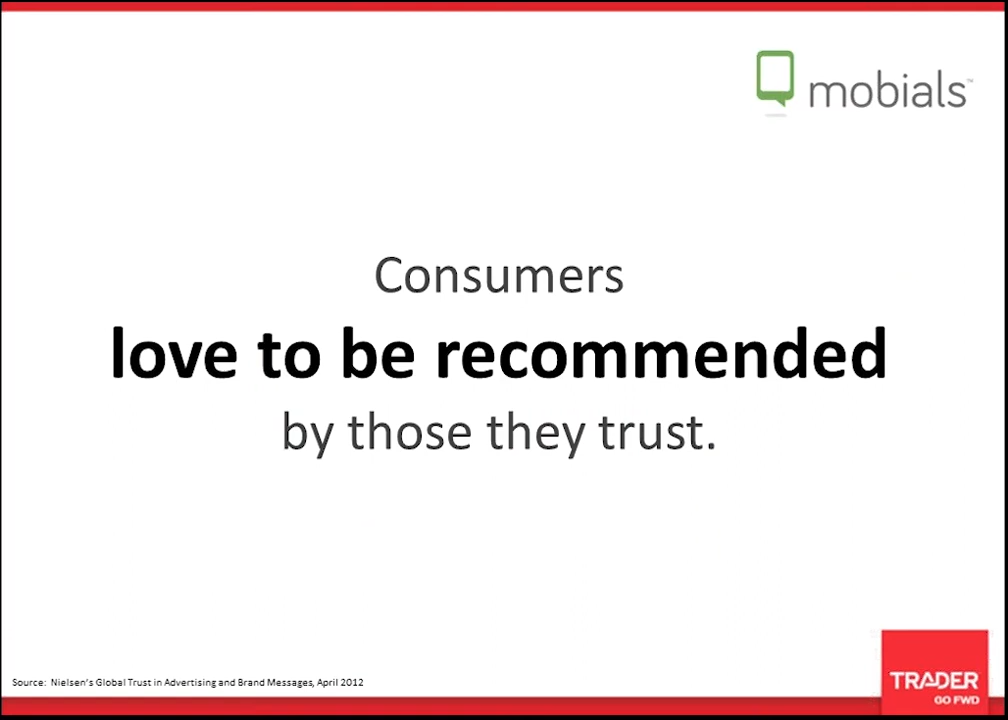 mobials™
Consumers
love to be recommended
by those they trust.
Source: Nielsen's Global Trust in Advertising and Brand Messages, April 2012
TRADER
GO FWD